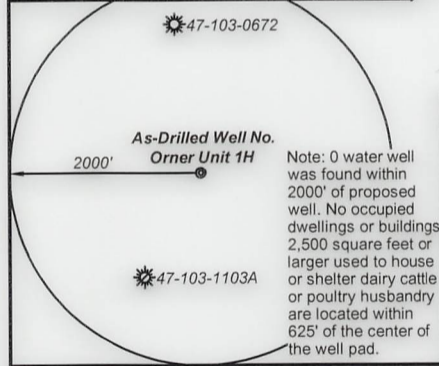 47-103-0672
As-Drilled Well No.
Orner Unit 1H
2000'
Note: 0 water well
was found within
2000' of proposed
well. No occupied
dwellings or buildings
2,500 square feet or
larger used to house
or shelter dairy cattle
or poultry husbandry
are located within
625' of the center of
the well pad.
47-103-1103A